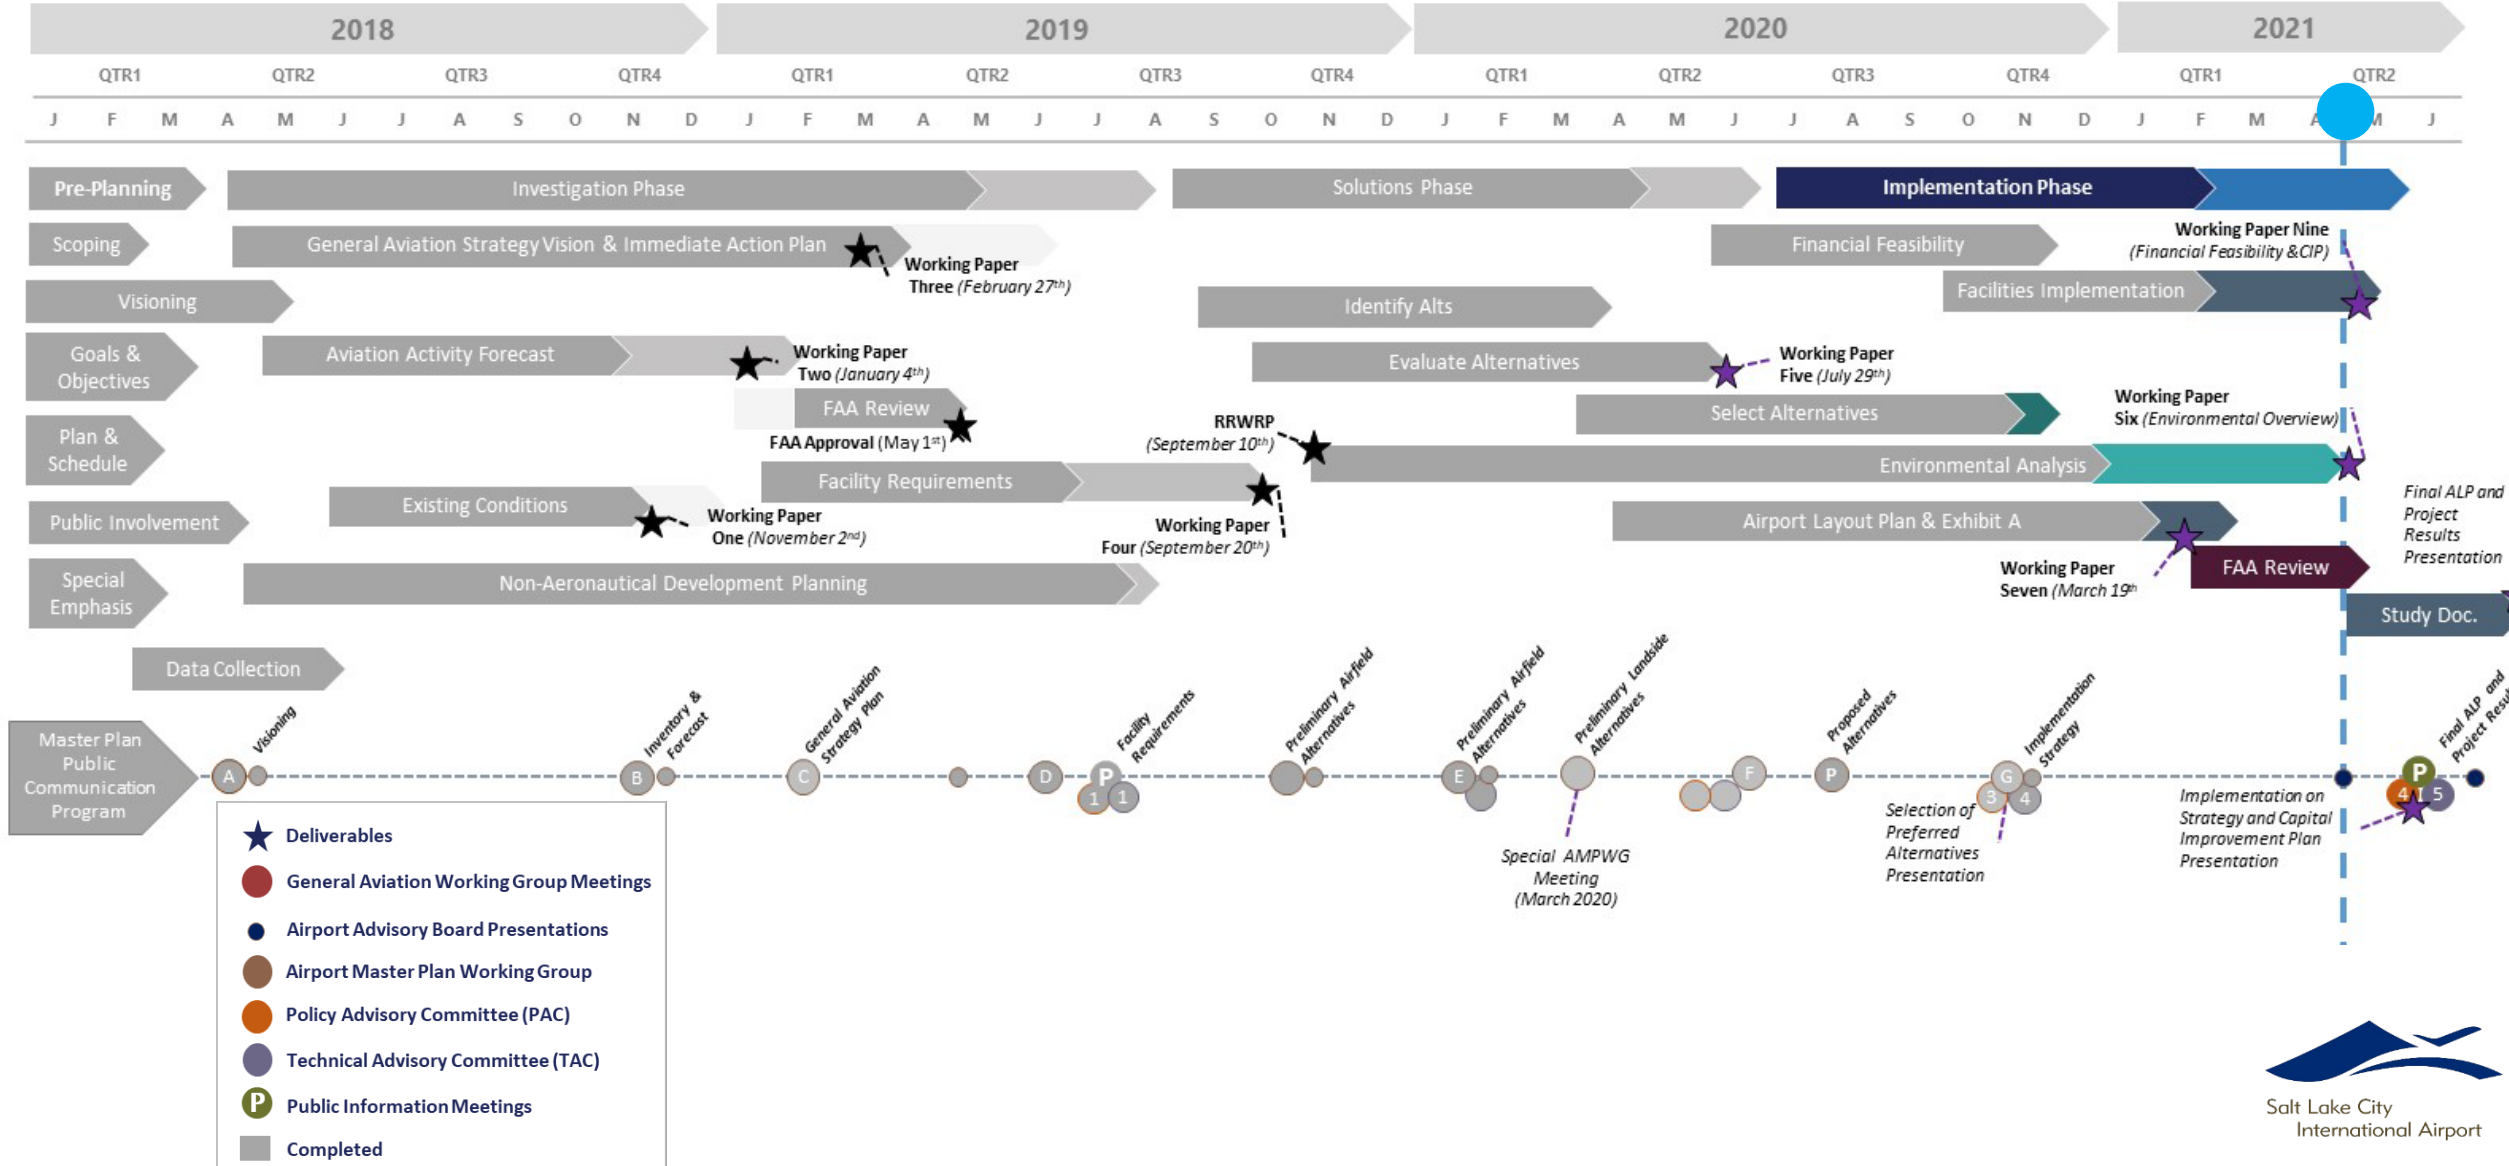 2018
2019
2020
2021
QTR1 QTR2 QTR3 QTR4 QTR1 QTR2 QTR3 QTR4 QTR1 QTR2 QTR3 QTR4 QTR1 QTR2
J F M A M J J A S O N D J F M A M J J A S O N D J F M A M J J A S O N D J F M A M J
Pre-Planning
Investigation Phase
Solutions Phase
Implementation Phase
Scoping
General Aviation Strategy Vision & Immediate Action Plan
Working Paper
Three (February 27th)
Financial Feasibility
Working Paper Nine
(Financial Feasibility &CIP)
Visioning
Identify Alts
Facilities Implementation
Goals &
Objectives
Aviation Activity Forecast
Working Paper
Two (January 4th)
Evaluate Alternatives
Working Paper
Five (July 29th)
FAA Review
FAA Approval (May 1st)
Select Alternatives
Working Paper
Six (Environmental Overview)
Plan &
Schedule
RRWRP
(September 10th)
Environmental Analysis
Facility Requirements
Existing Conditions
Working Paper
One (November 2nd)
Working Paper
Four (September 20th)
Public Involvement
Airport Layout Plan & Exhibit A
Final ALP and
Project
Results
Presentation
Working Paper
Seven (March 19th
FAA Review
Special
Emphasis
Non-Aeronautical Development Planning
Study Doc.
Data Collection
Master Plan
Public
Communication
Program
A
Visioning
B
Inventory &
Forecast
C
General Aviation
Strategy Plan
D
P
1 1
Facility
Requirements
Preliminary Airfield
Alternatives
E
Preliminary Airfield
Alternatives
Preliminary Landside
Alternatives
Special AMPWG
Meeting
(March 2020)
F
P
Proposed
Alternatives
G
3 4
Implementation
Strategy
Selection of
Preferred
Alternatives
Presentation
Implementation on
Strategy and Capital
Improvement Plan
Presentation
P
4 5
Final ALP and
Project
Deliverables
General Aviation Working Group Meetings
Airport Advisory Board Presentations
Airport Master Plan Working Group
Policy Advisory Committee (PAC)
Technical Advisory Committee (TAC)
P Public Information Meetings
Completed
Salt Lake City
International Airport